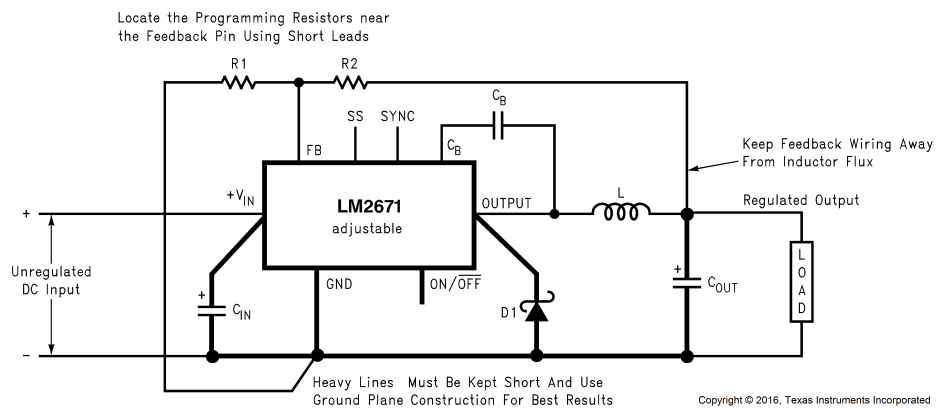 Locate the Programming Resistors near
the Feedback Pin Using Short Leads
R1
R2
C_B
SS
SYNC
FB
C_B
Keep Feedback Wiring Away
From Inductor Flux
+V_IN
LM2671
adjustable
OUTPUT
L
Regulated Output
+
Unregulated
DC Input
-
+
C_IN
GND
ON/O̅F̅F̅
D1
+
C_OUT
LOAD
Heavy Lines Must Be Kept Short And Use
Ground Plane Construction For Best Results
Copyright © 2016, Texas Instruments Incorporated